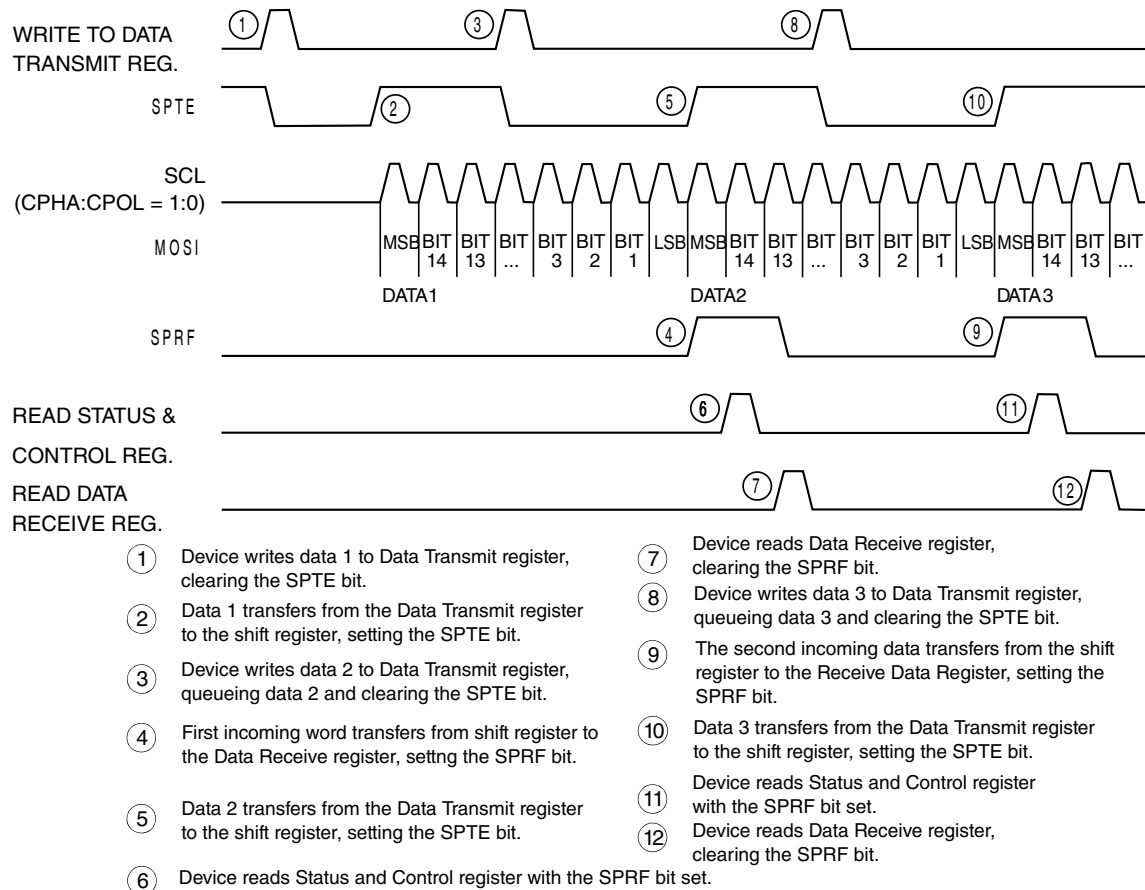 WRITE TO DATA
TRANSMIT REG.
1
3
8
SPTE
2
5
10
SCL
(CPHA:CPOL = 1:0)
MOSI
MSB BIT 14 BIT 13 BIT ... BIT 3 BIT 2 BIT 1 LSB MSB BIT 14 BIT 13 BIT ... BIT 3 BIT 2 BIT 1 LSB MSB BIT 14 BIT 13 BIT ...
DATA1
DATA2
DATA3
SPRF
4
9
READ STATUS &
CONTROL REG.
6
11
READ DATA
RECEIVE REG.
7
12
1 Device writes data 1 to Data Transmit register,
clearing the SPTE bit.
2 Data 1 transfers from the Data Transmit register
to the shift register, setting the SPTE bit.
3 Device writes data 2 to Data Transmit register,
queueing data 2 and clearing the SPTE bit.
4 First incoming word transfers from shift register to
the Data Receive register, settng the SPRF bit.
5 Data 2 transfers from the Data Transmit register
to the shift register, setting the SPTE bit.
6 Device reads Status and Control register with the SPRF bit set.
7 Device reads Data Receive register,
clearing the SPRF bit.
8 Device writes data 3 to Data Transmit register,
queueing data 3 and clearing the SPTE bit.
9 The second incoming data transfers from the shift
register to the Receive Data Register, setting the
SPRF bit.
10 Data 3 transfers from the Data Transmit register
to the shift register, setting the SPTE bit.
11 Device reads Status and Control register
with the SPRF bit set.
12 Device reads Data Receive register,
clearing the SPRF bit.